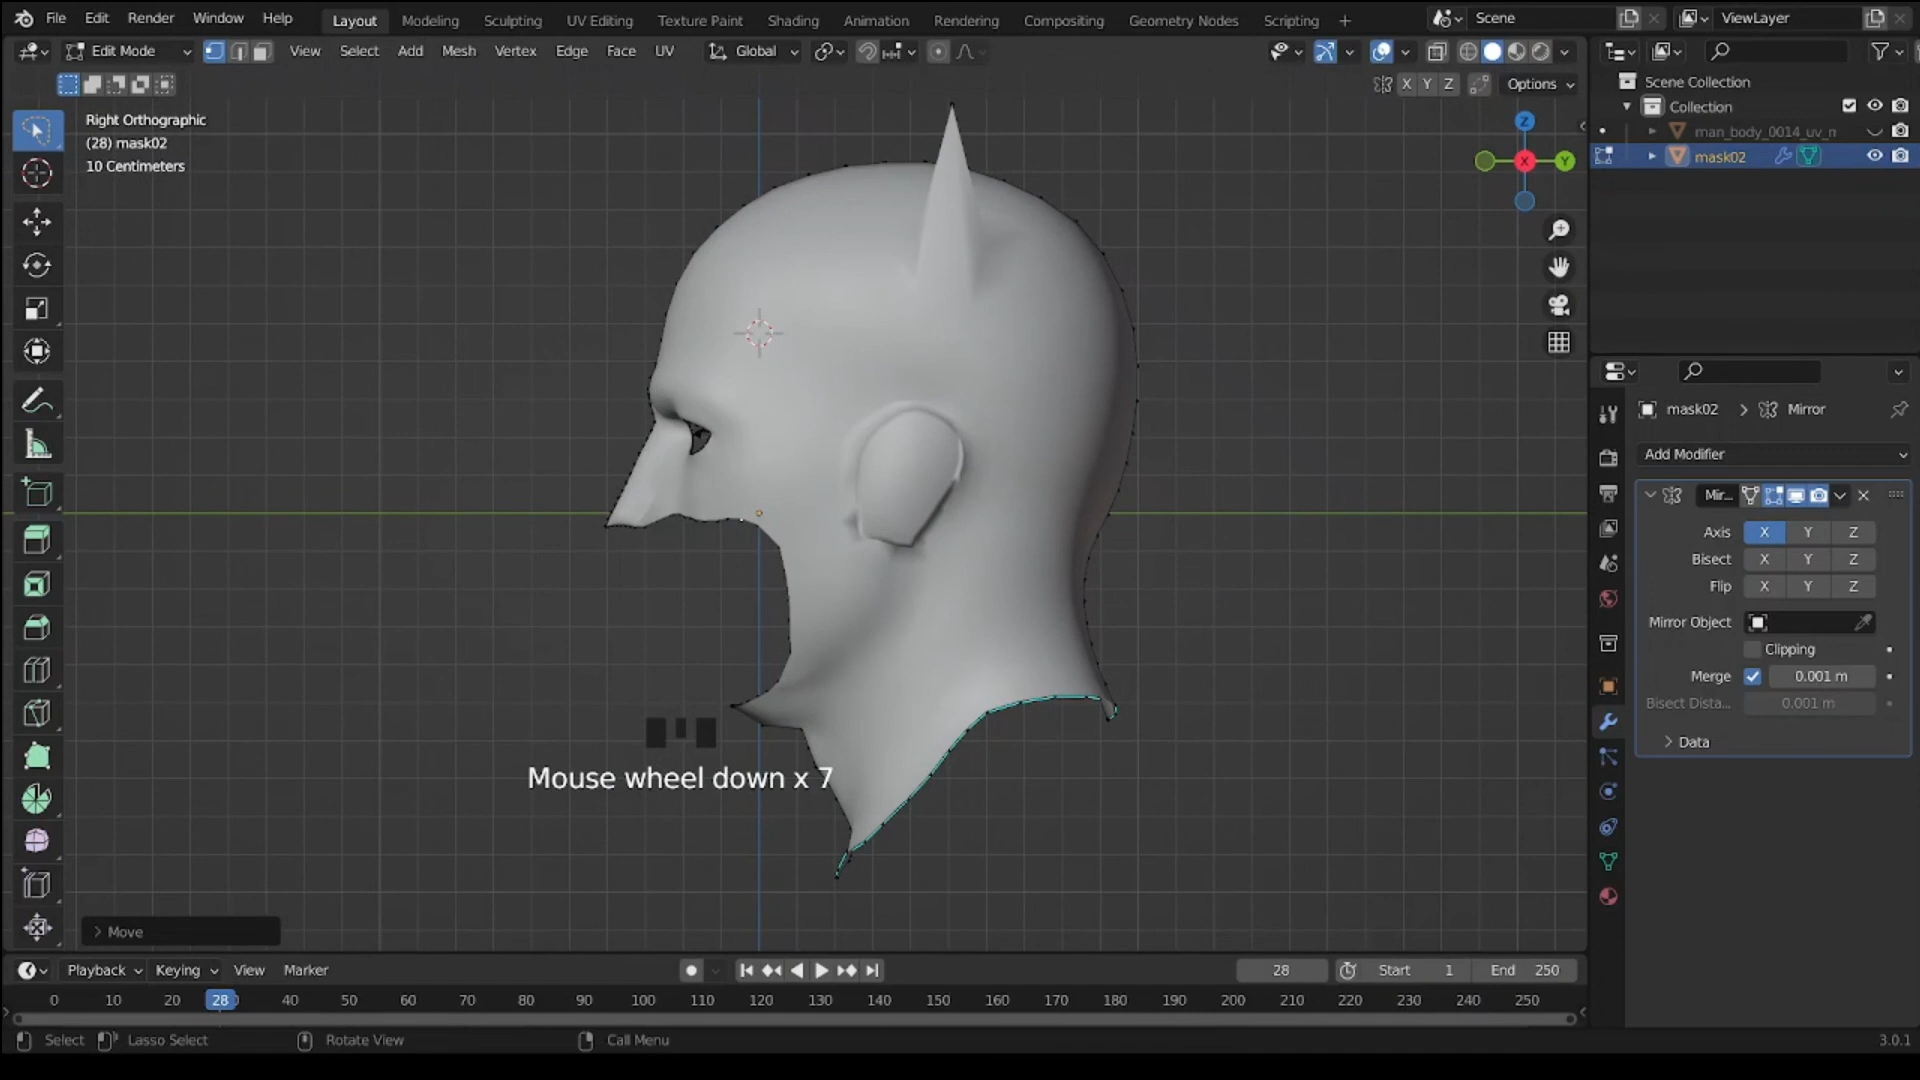 File Edit Render Window Help Layout Modeling Sculpting UV Editing Texture Paint Shading Animation Rendering Compositing Geometry Nodes Scripting + Scene ViewLayer
Edit Mode View Select Add Mesh Vertex Edge Face UV Global
X Y Z Options
Right Orthographic
(28) mask02
10 Centimeters
Z
X
Y
Scene Collection
Collection
man_body_0014_uv_n
mask02
mask02 > Mirror
Add Modifier
Mir...
Axis X Y Z
Bisect X Y Z
Flip X Y Z
Mirror Object
Clipping
Merge 0.001 m
Bisect Dista... 0.001 m
Data
Mouse wheel down x 7
Move
Playback Keying View Marker 28 Start 1 End 250
0 10 20 28 40 50 60 70 80 90 100 110 120 130 140 150 160 170 180 190 200 210 220 230 240 250
Select Lasso Select Rotate View Call Menu 3.0.1